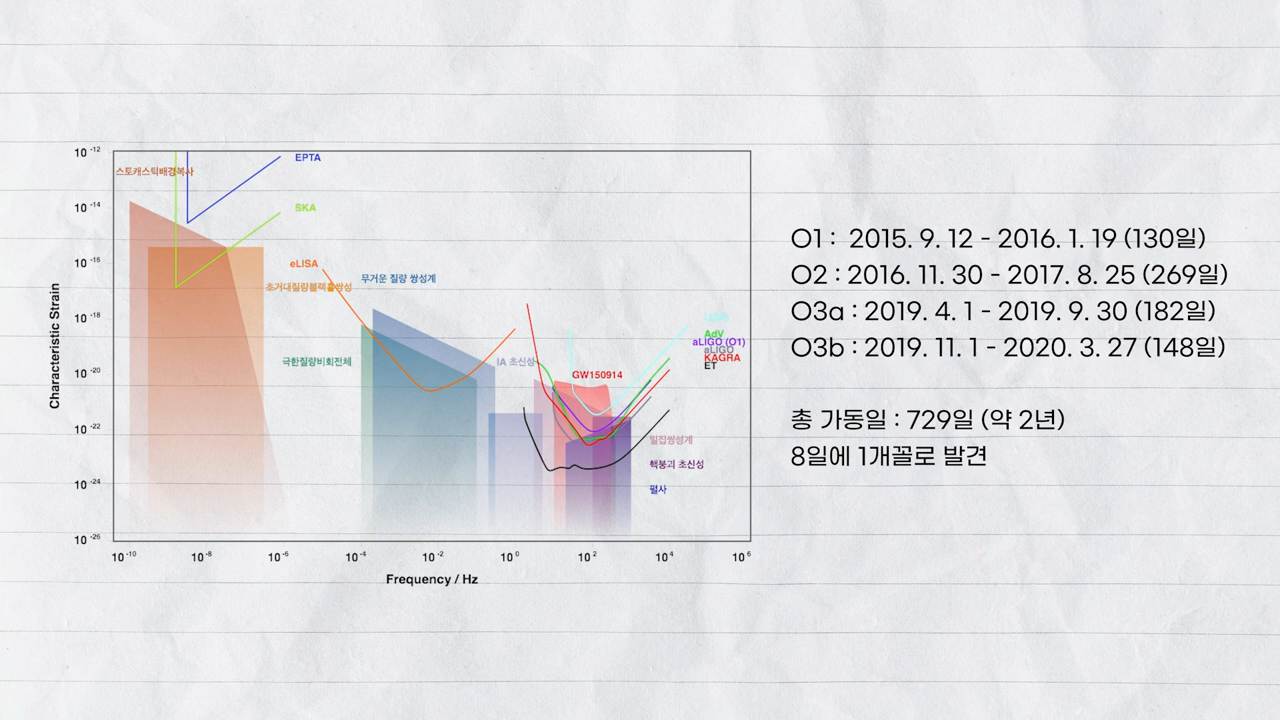 10 -12
10 -14
10 -16
10 -18
10 -20
10 -22
10 -24
10 -26
Characteristic Strain
10 -10
10 -8
10 -6
10 -4
10 -2
10 0
10 2
10 4
10 6
Frequency / Hz
스토캐스틱배경복사
EPTA
SKA
eLISA
초거대질량블랙홀쌍성
무거운 질량 쌍성계
극한질량비회전체
IA 초신성
GW150914
AdV
aLIGO (O1)
aLIGO
KAGRA
ET
밀집쌍성계
핵붕괴 초신성
펄사
O1 : 2015. 9. 12 - 2016. 1. 19 (130일)
O2 : 2016. 11. 30 - 2017. 8. 25 (269일)
O3a : 2019. 4. 1 - 2019. 9. 30 (182일)
O3b : 2019. 11. 1 - 2020. 3. 27 (148일)
총 가동일 : 729일 (약 2년)
8일에 1개꼴로 발견